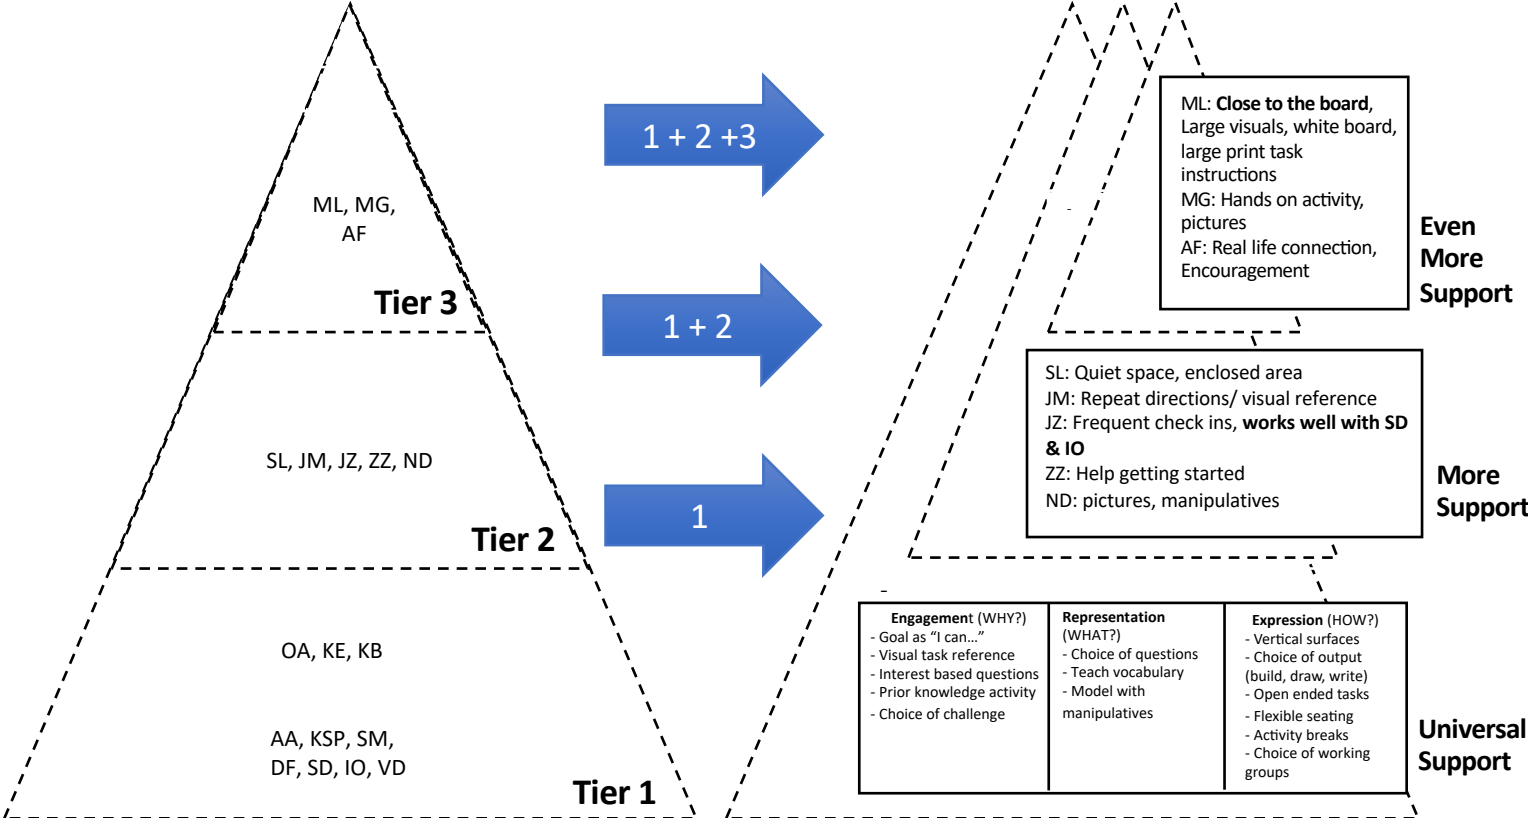 ML, MG,
AF
Tier 3
SL, JM, JZ, ZZ, ND
Tier 2
OA, KE, KB
AA, KSP, SM,
DF, SD, IO, VD
Tier 1
1 + 2 +3
1 + 2
1
ML: Close to the board,
Large visuals, white board,
large print task
instructions
MG: Hands on activity,
pictures
AF: Real life connection,
Encouragement
Even
More
Support
SL: Quiet space, enclosed area
JM: Repeat directions/ visual reference
JZ: Frequent check ins, works well with SD
& IO
ZZ: Help getting started
ND: pictures, manipulatives
More
Support
Engagement (WHY?)
- Goal as “I can…”
- Visual task reference
- Interest based questions
- Prior knowledge activity
- Choice of challenge
Representation
(WHAT?)
- Choice of questions
- Teach vocabulary
- Model with
manipulatives
Expression (HOW?)
- Vertical surfaces
- Choice of output
(build, draw, write)
- Open ended tasks
- Flexible seating
- Activity breaks
- Choice of working
groups
Universal
Support